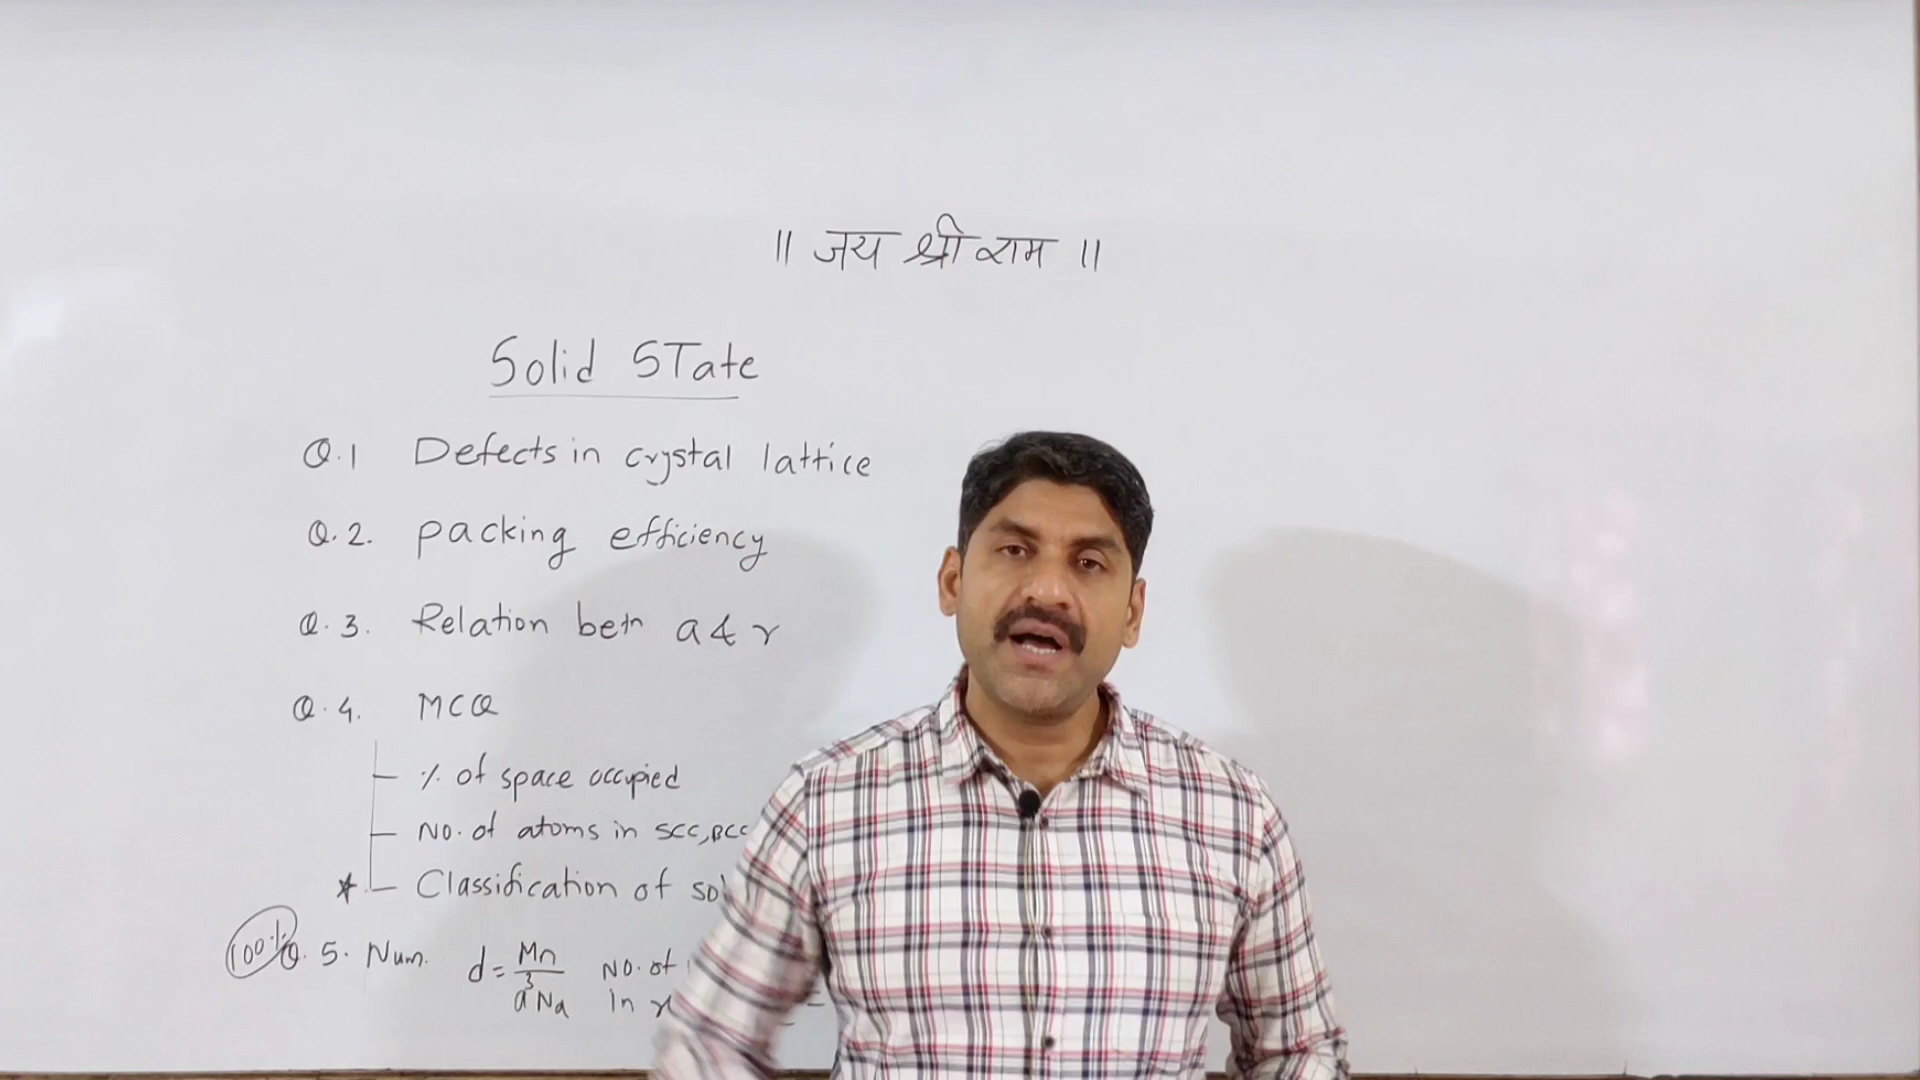 ॥ जय श्री राम ॥
Solid STate
Q.1 Defects in crystal lattice
Q.2. packing efficiency
Q.3. Relation betn a & r
Q.4. MCQ
% of space occupied
No. of atoms in scc, BCC
* Classification of
100% Q.5. Num. d = Mn / a³Na No. of
in